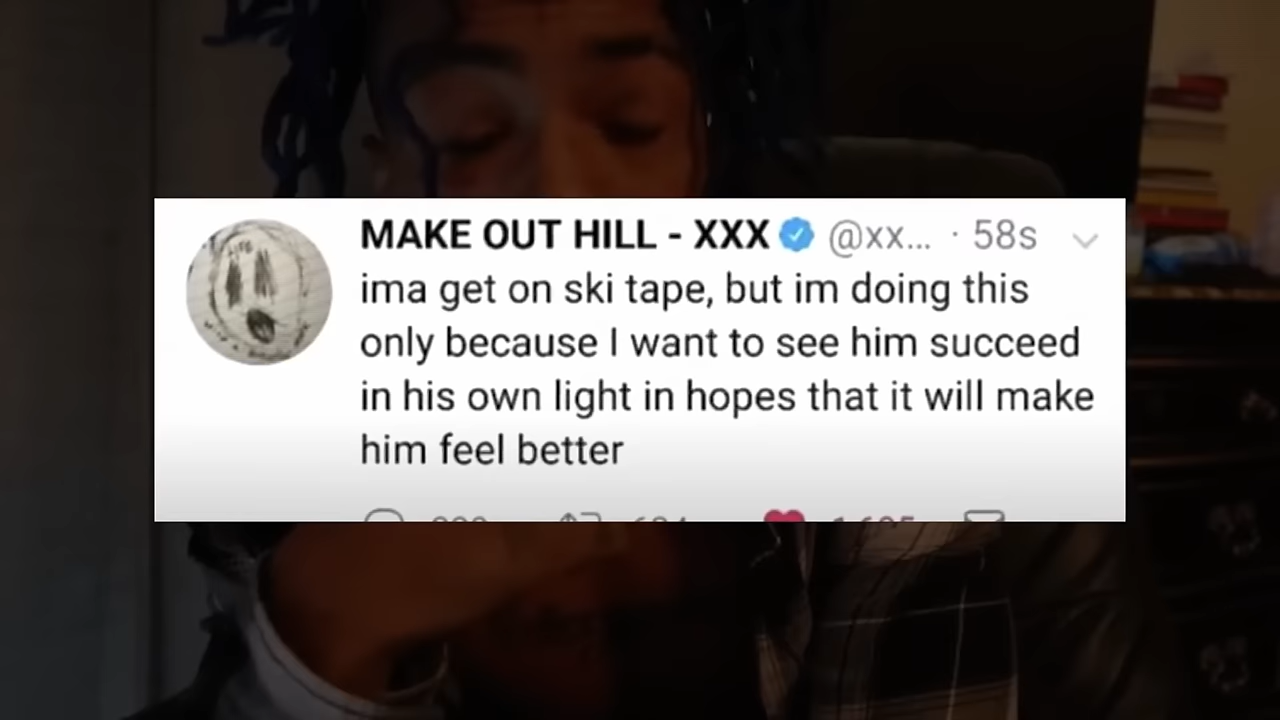 MAKE OUT HILL - XXX @xx... · 58s
ima get on ski tape, but im doing this
only because I want to see him succeed
in his own light in hopes that it will make
him feel better